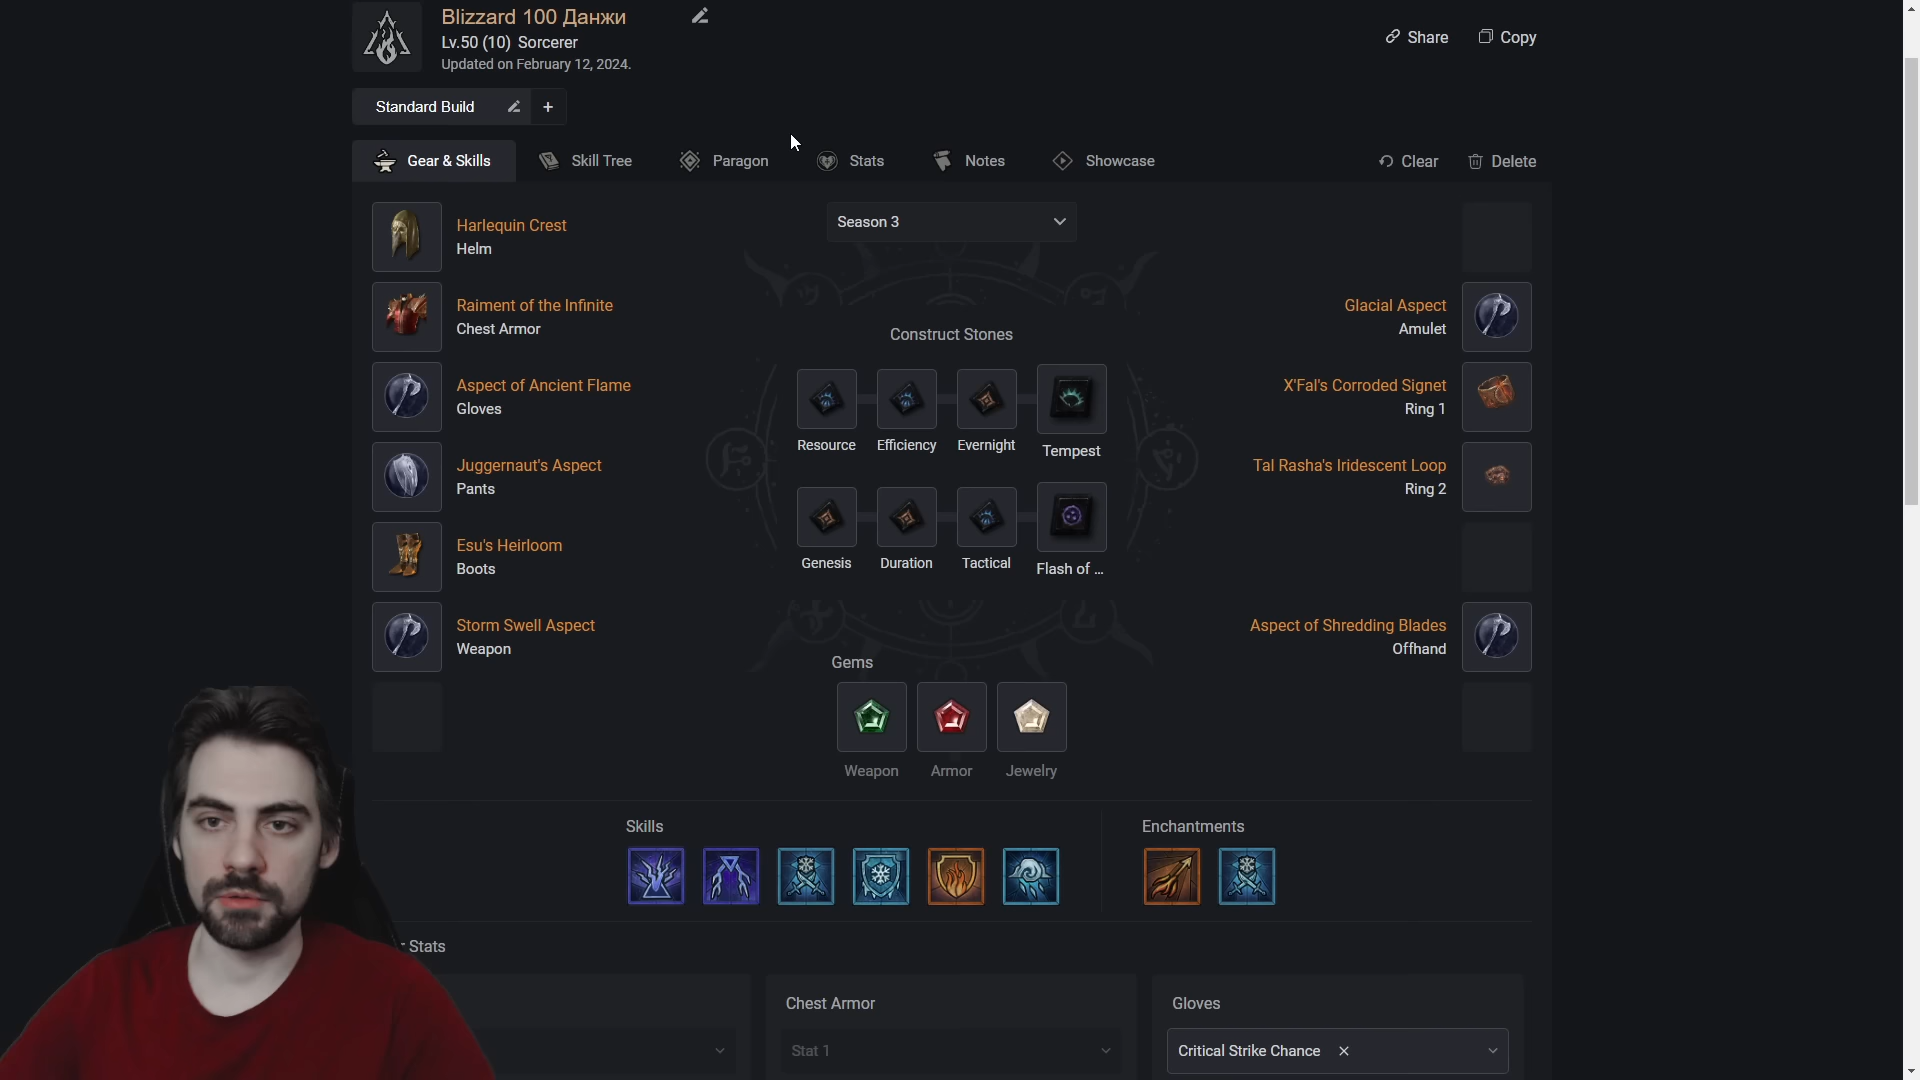 Blizzard 100 Данжи
Lv.50 (10) Sorcerer
Updated on February 12, 2024.
Share
Copy
Standard Build
+
Gear & Skills
Skill Tree
Paragon
Stats
Notes
Showcase
Clear
Delete
Season 3
Harlequin Crest
Helm
Raiment of the Infinite
Chest Armor
Aspect of Ancient Flame
Gloves
Juggernaut's Aspect
Pants
Esu's Heirloom
Boots
Storm Swell Aspect
Weapon
Construct Stones
Resource
Efficiency
Evernight
Tempest
Genesis
Duration
Tactical
Flash of ...
Glacial Aspect
Amulet
X'Fal's Corroded Signet
Ring 1
Tal Rasha's Iridescent Loop
Ring 2
Aspect of Shredding Blades
Offhand
Gems
Weapon
Armor
Jewelry
Skills
Enchantments
Stats
Chest Armor
Stat 1
Gloves
Critical Strike Chance